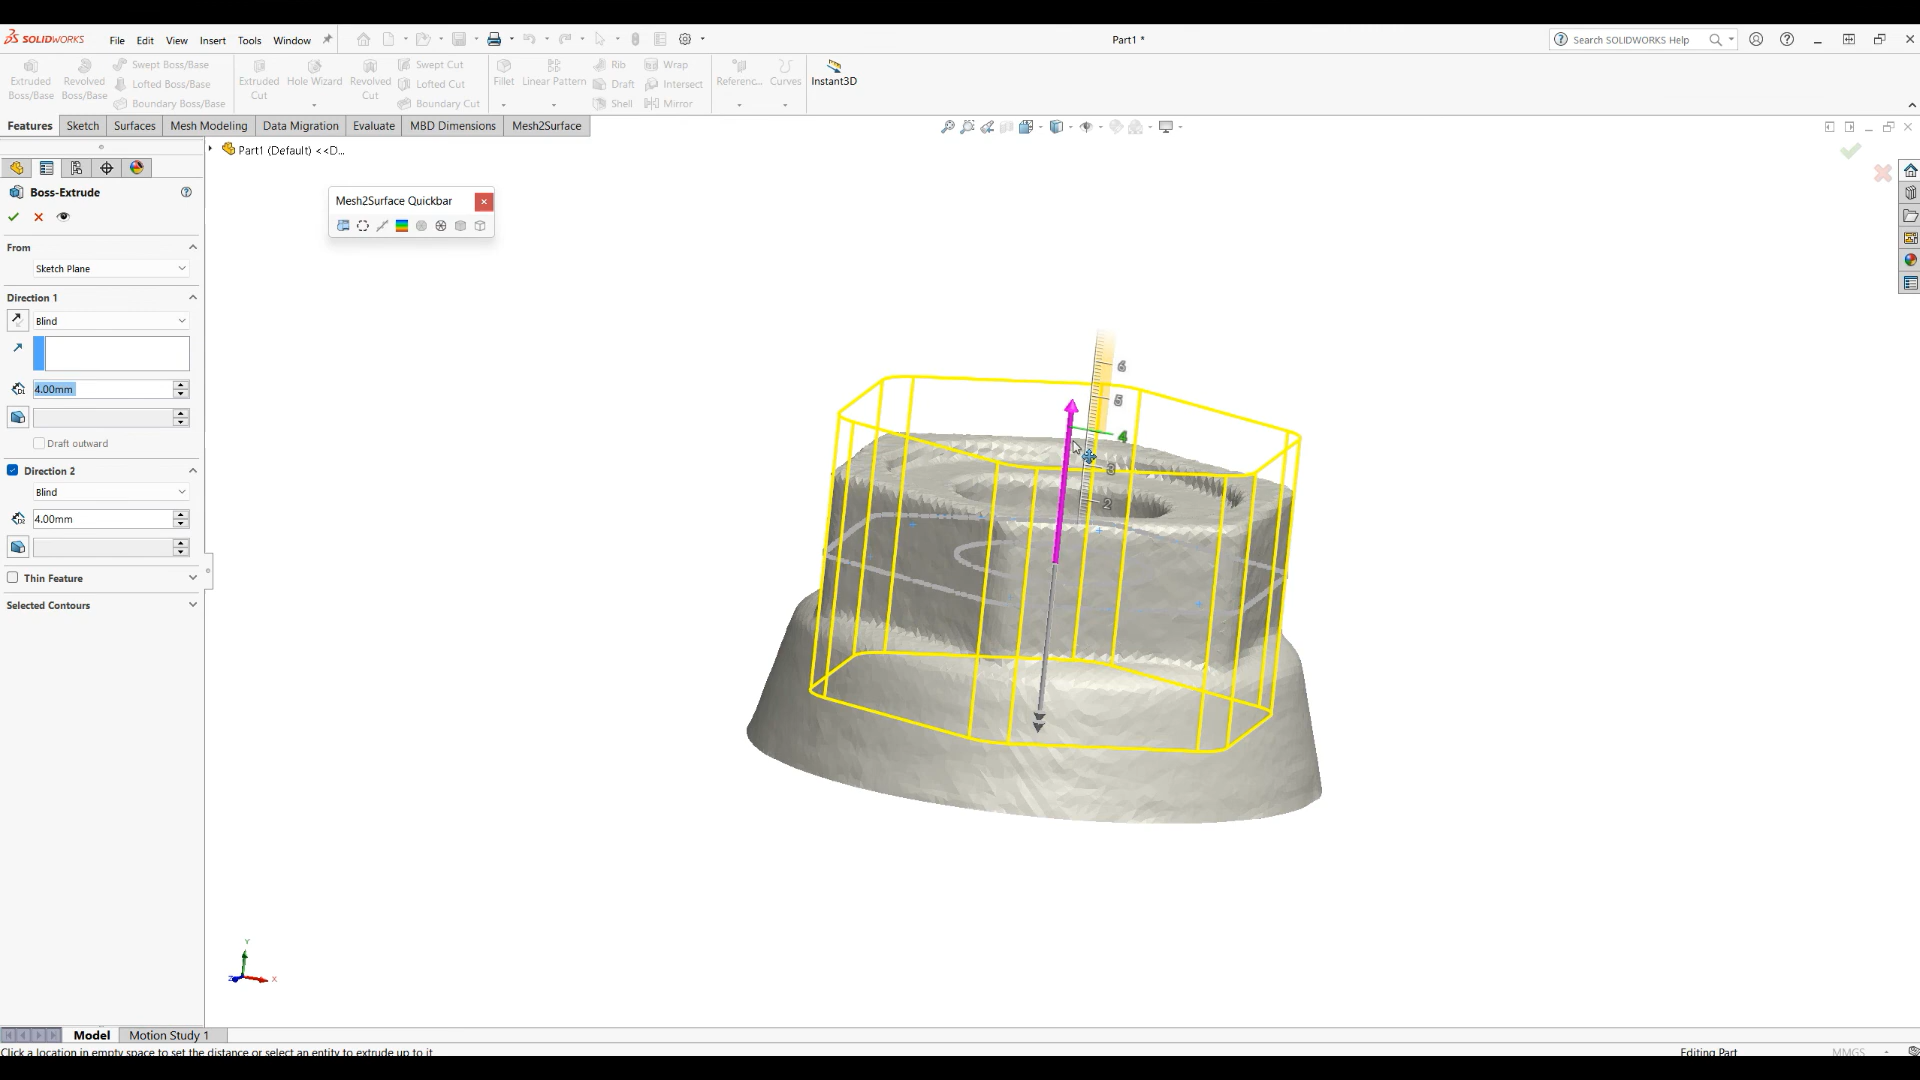 SOLIDWORKS File Edit View Insert Tools Window Part1 * Search SOLIDWORKS Help
Extruded Boss/Base
Revolved Boss/Base
Swept Boss/Base
Lofted Boss/Base
Boundary Boss/Base
Extruded Cut
Hole Wizard
Revolved Cut
Swept Cut
Lofted Cut
Boundary Cut
Fillet
Linear Pattern
Rib
Draft
Shell
Wrap
Intersect
Mirror
Referenc...
Curves
Instant3D
Features Sketch Surfaces Mesh Modeling Data Migration Evaluate MBD Dimensions Mesh2Surface
Part1 (Default) <<D...
Boss-Extrude
Mesh2Surface Quickbar
From
Sketch Plane
Direction 1
Blind
D1
4.00mm
Draft outward
Direction 2
Blind
D2
4.00mm
Thin Feature
Selected Contours
6
5
4
3
2
Y
Z
X
Model Motion Study 1
Click a location in empty space to set the distance or select an entity to extrude up to it
Editing Part
MMGS